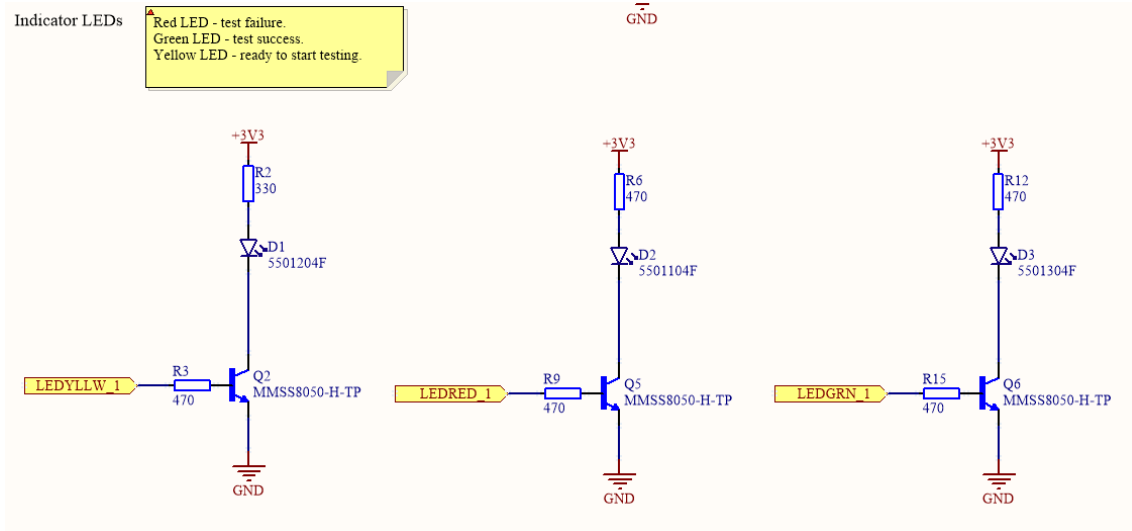 Indicator LEDs
Red LED - test failure.
Green LED - test success.
Yellow LED - ready to start testing.
GND
+3V3
R2
330
D1
5501204F
LEDYLLW_1
R3
470
Q2
MMSS8050-H-TP
GND
+3V3
R6
470
D2
5501104F
LEDRED_1
R9
470
Q5
MMSS8050-H-TP
GND
+3V3
R12
470
D3
5501304F
LEDGRN_1
R15
470
Q6
MMSS8050-H-TP
GND